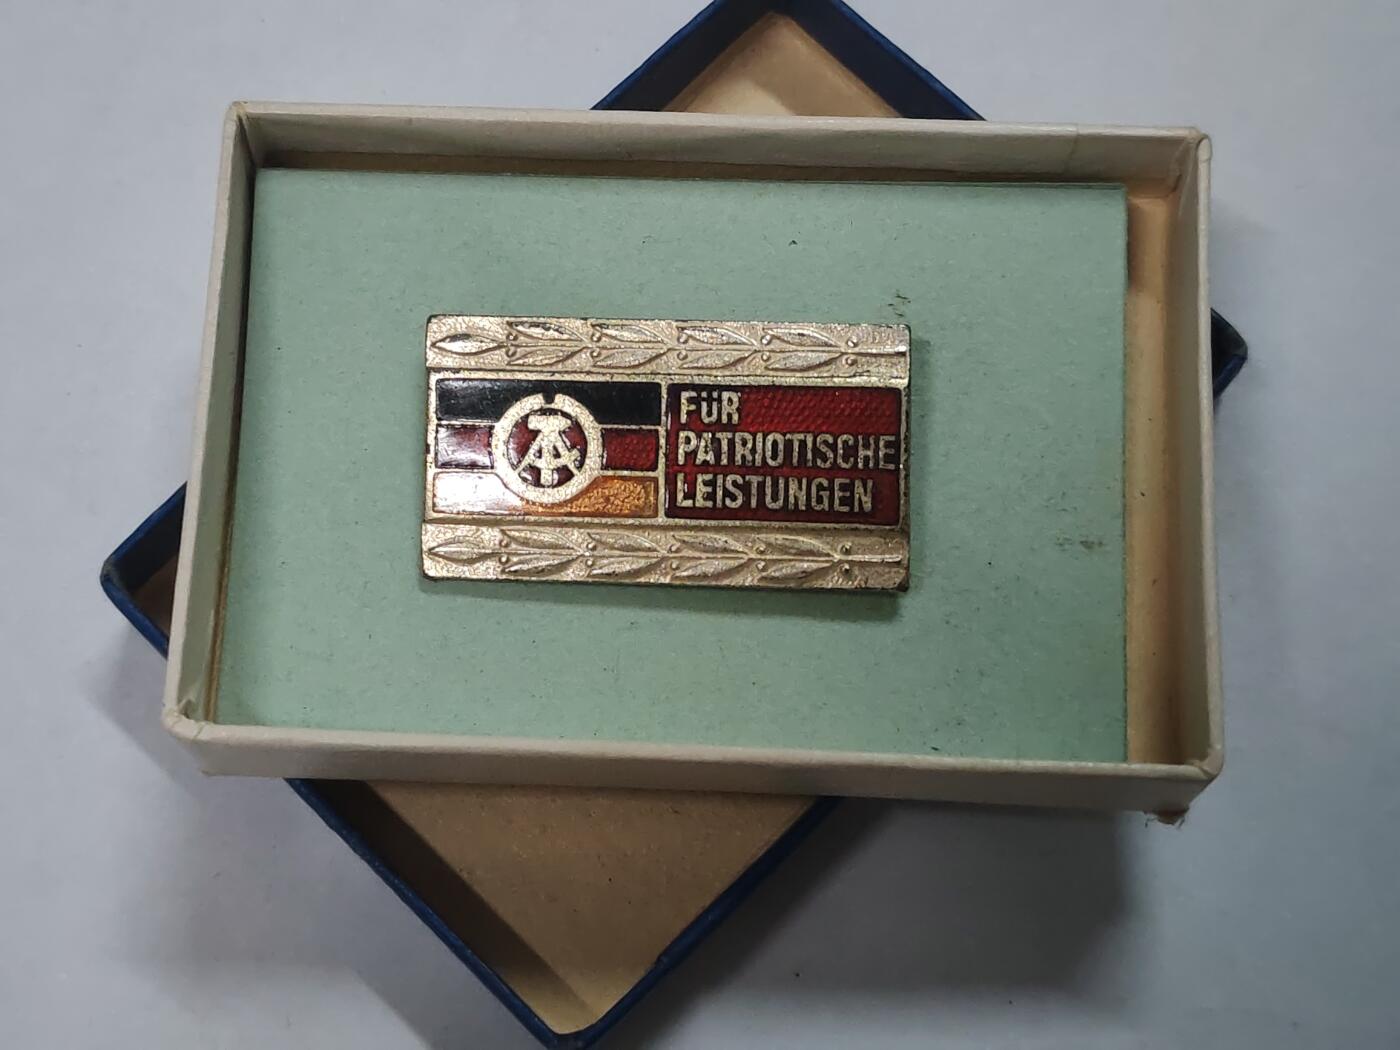 FÜR
PATRIOTISCHE
LEISTUNGEN